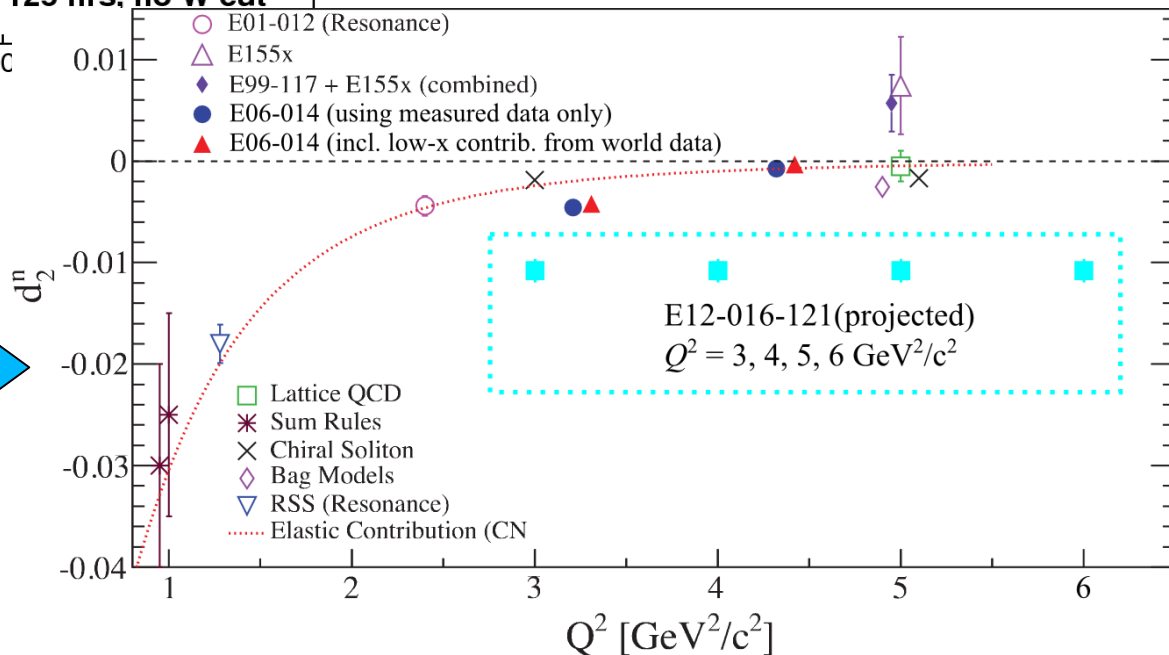 E01-012 (Resonance)
E155x
E99-117 + E155x (combined)
E06-014 (using measured data only)
E06-014 (incl. low-x contrib. from world data)
0.01
0
-0.01
-0.02
-0.03
-0.04
d₂ⁿ
E12-016-121(projected)
Q² = 3, 4, 5, 6 GeV²/c²
Lattice QCD
Sum Rules
Chiral Soliton
Bag Models
RSS (Resonance)
Elastic Contribution (CN
1 2 3 4 5 6
Q² [GeV²/c²]